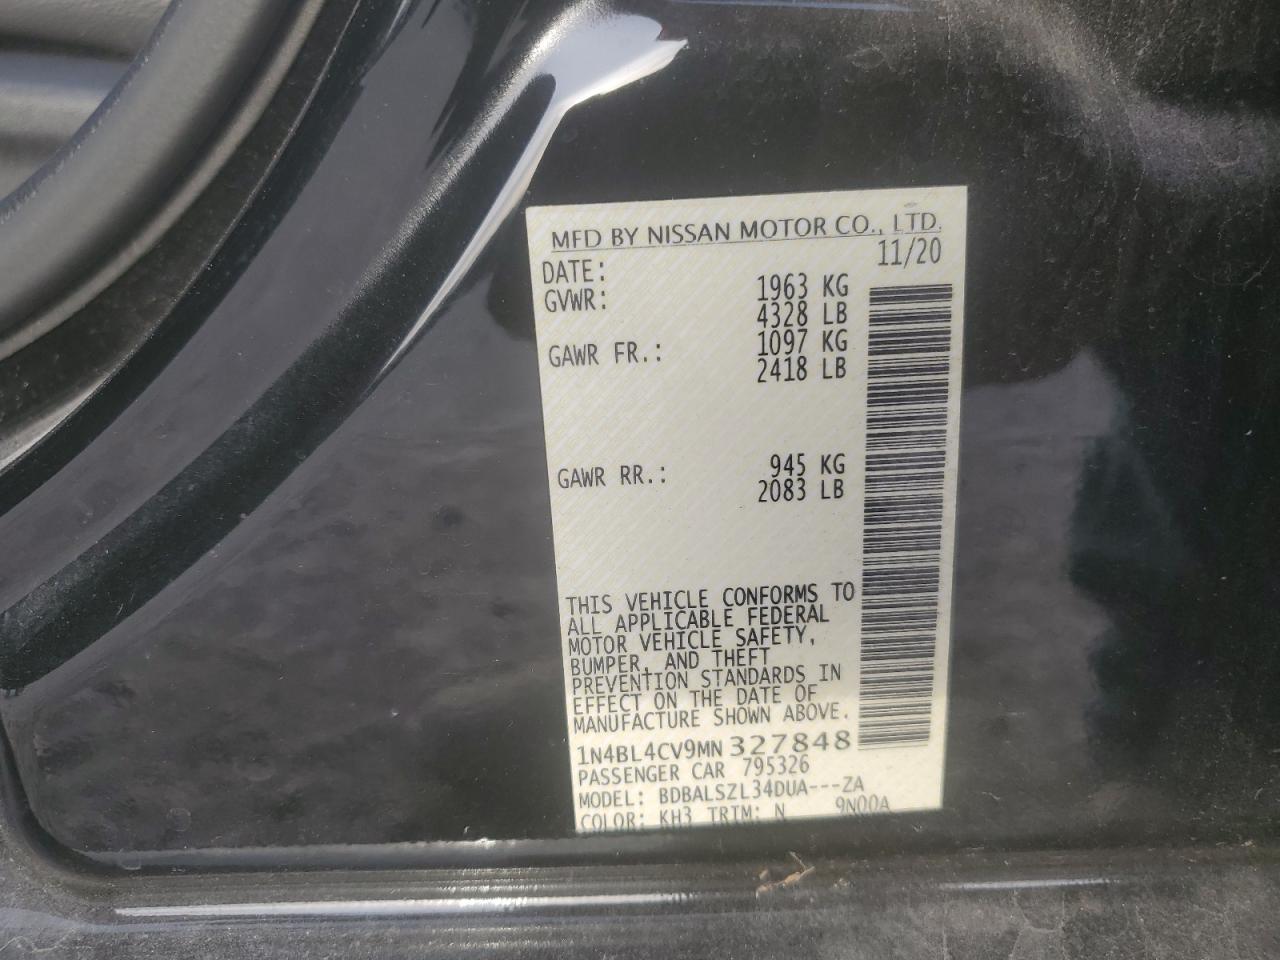 MFD BY NISSAN MOTOR CO., LTD.
DATE: 11/20
GVWR: 1963 KG
4328 LB
GAWR FR.: 1097 KG
2418 LB
GAWR RR.: 945 KG
2083 LB
THIS VEHICLE CONFORMS TO
ALL APPLICABLE FEDERAL
MOTOR VEHICLE SAFETY,
BUMPER, AND THEFT
PREVENTION STANDARDS IN
EFFECT ON THE DATE OF
MANUFACTURE SHOWN ABOVE.
1N4BL4CV9MN327848
PASSENGER CAR 795326
MODEL: BDBALSZL34DUA---ZA
COLOR: KH3 TRIM: N 9N00A